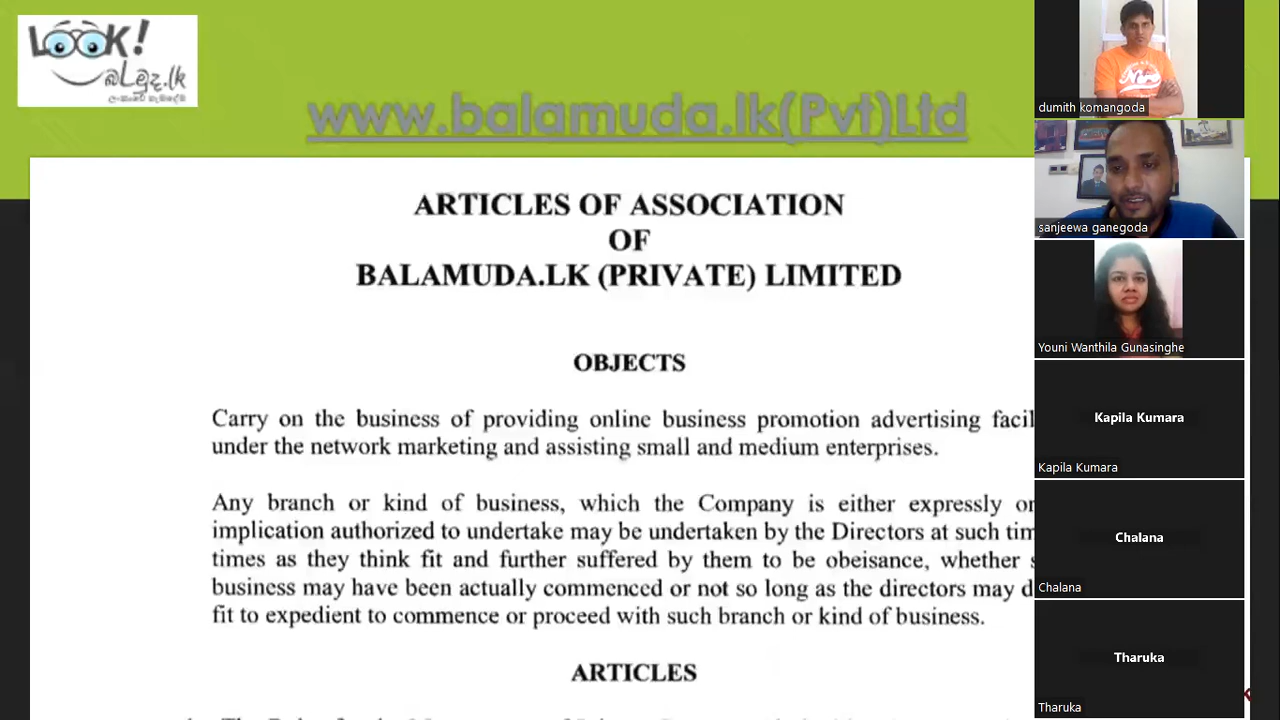 LOOK!
බලමුද.lk
www.balamuda.lk(Pvt)Ltd
ARTICLES OF ASSOCIATION
OF
BALAMUDA.LK (PRIVATE) LIMITED
OBJECTS
Carry on the business of providing online business promotion advertising facil
under the network marketing and assisting small and medium enterprises.
Any branch or kind of business, which the Company is either expressly or
implication authorized to undertake may be undertaken by the Directors at such tim
times as they think fit and further suffered by them to be obeisance, whether s
business may have been actually commenced or not so long as the directors may d
fit to expedient to commence or proceed with such branch or kind of business.
ARTICLES
dumith komangoda
sanjeewa ganegoda
Youni Wanthila Gunasinghe
Kapila Kumara
Kapila Kumara
Chalana
Chalana
Tharuka
Tharuka